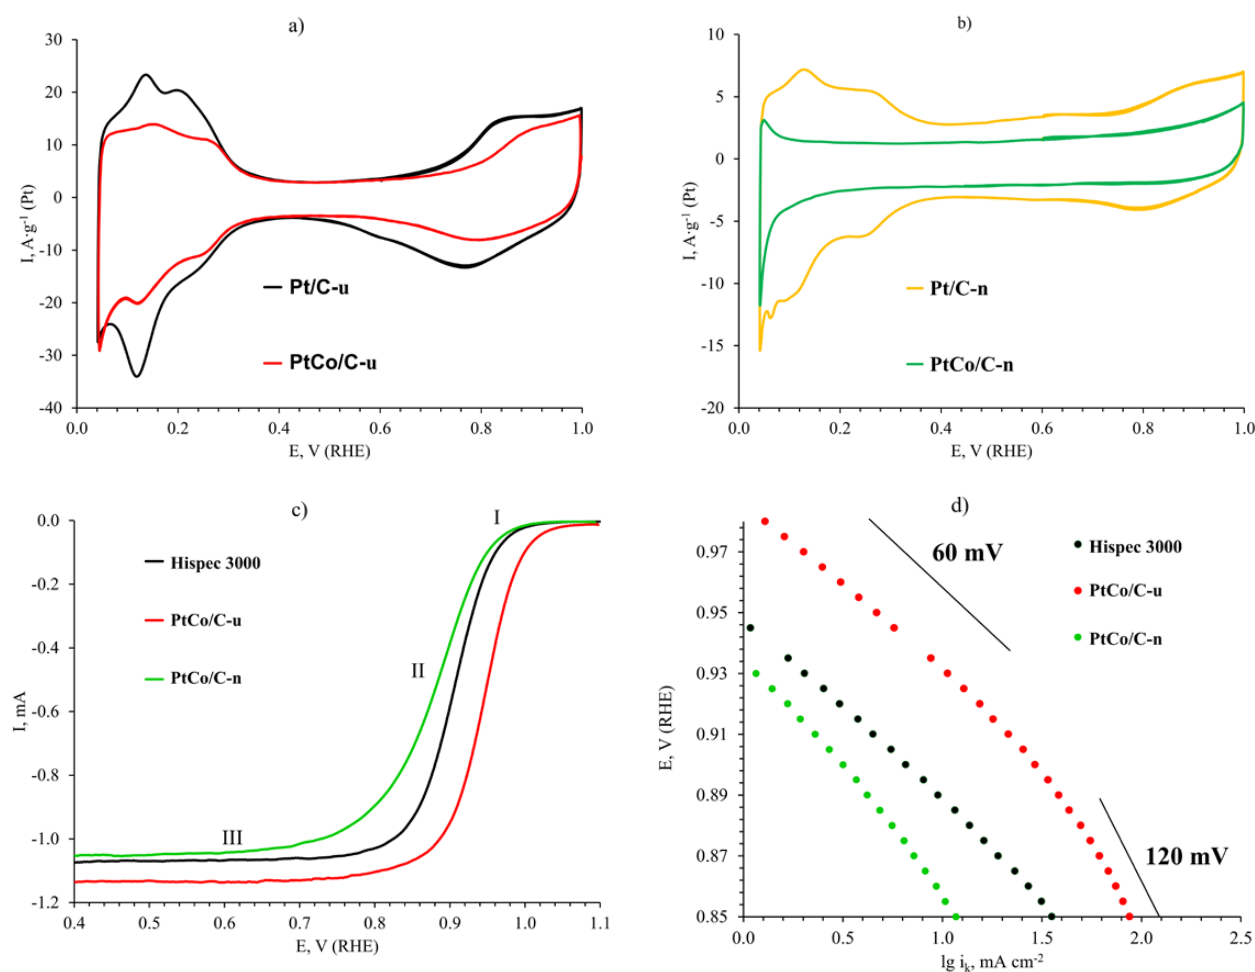 a)
30
20
10
0
-10
-20
-30
-40
I, A·g⁻¹ (Pt)
0.0 0.2 0.4 0.6 0.8 1.0
E, V (RHE)
Pt/C-u
PtCo/C-u
b)
10
5
0
-5
-10
-15
-20
I, A·g⁻¹ (Pt)
0.0 0.2 0.4 0.6 0.8 1.0
E, V (RHE)
Pt/C-n
PtCo/C-n
c)
0.0
-0.2
-0.4
-0.6
-0.8
-1.0
-1.2
I, mA
0.4 0.5 0.6 0.7 0.8 0.9 1.0 1.1
E, V (RHE)
Hispec 3000
PtCo/C-u
PtCo/C-n
I
II
III
d)
0.97
0.95
0.93
0.91
0.89
0.87
0.85
E, V (RHE)
0.0 0.5 1.0 1.5 2.0 2.5
lg iₖ, mA cm⁻²
60 mV
120 mV
Hispec 3000
PtCo/C-u
PtCo/C-n